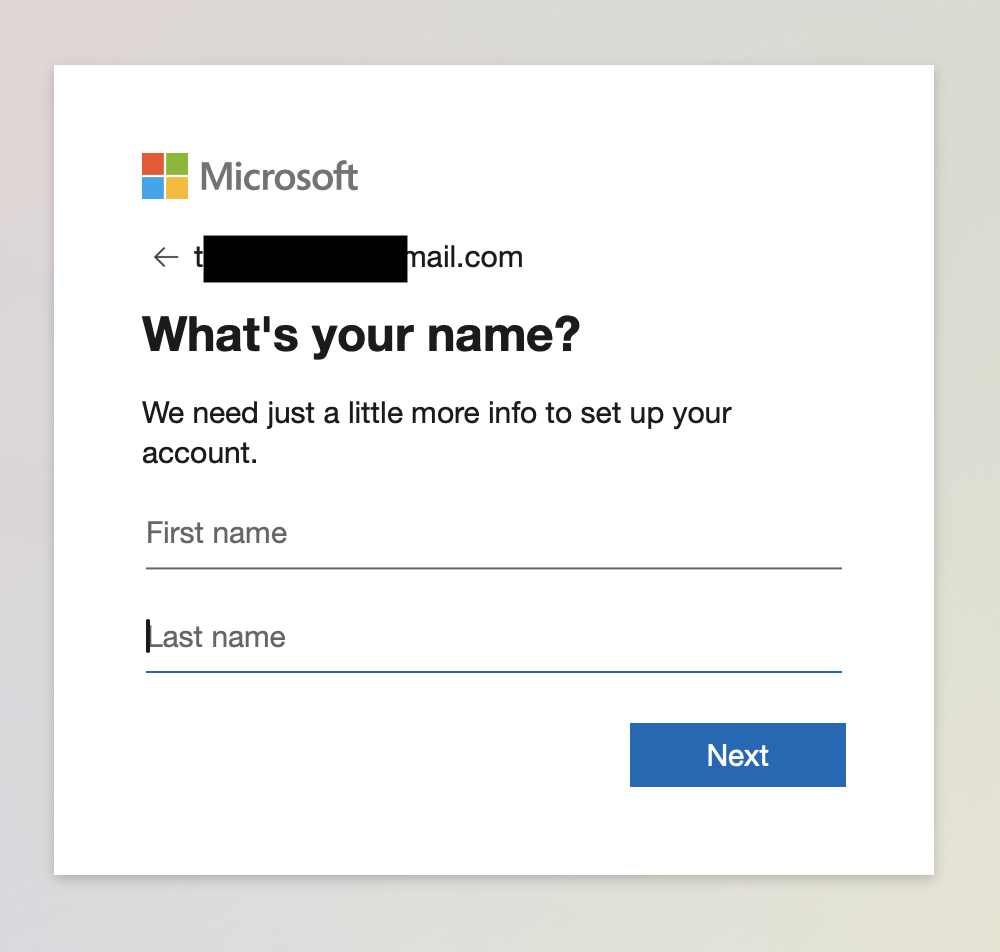 Microsoft
← t mail.com
What's your name?
We need just a little more info to set up your
account.
First name
Last name
Next